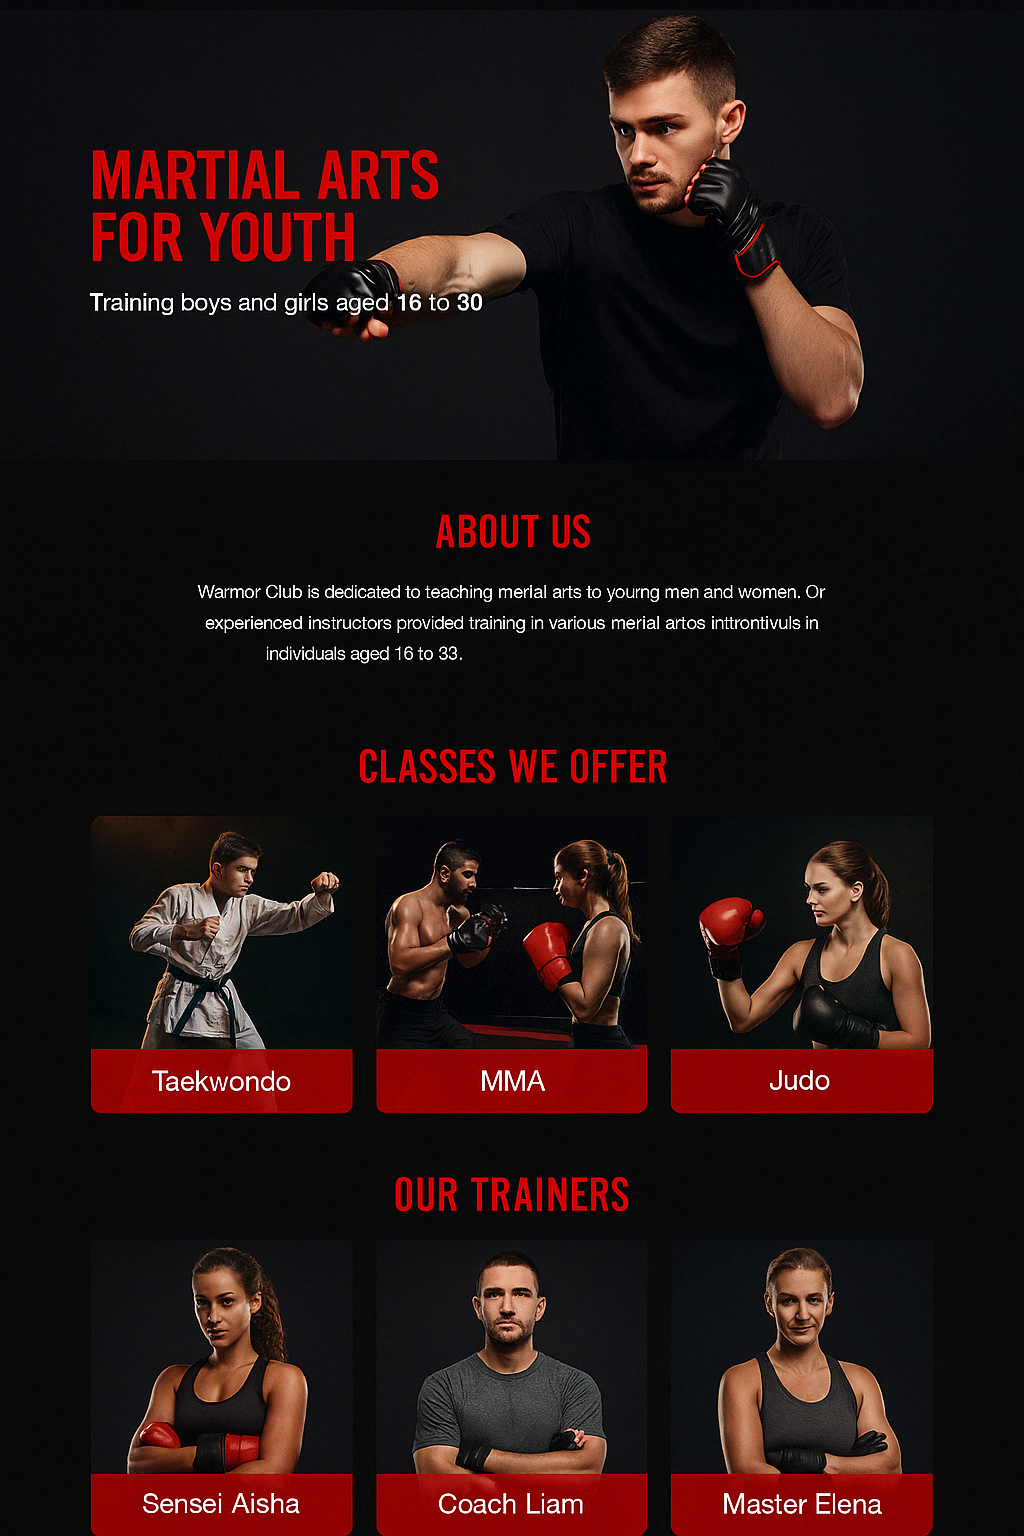 MARTIAL ARTS
FOR YOUTH
Training boys and girls aged 16 to 30
ABOUT US
Warmor Club is dedicated to teaching merial arts to yourng men and women. Or
experienced instructors provided training in various merial artos inttrontivuls in
individuals aged 16 to 33.
CLASSES WE OFFER
Taekwondo
MMA
Judo
OUR TRAINERS
Sensei Aisha
Coach Liam
Master Elena